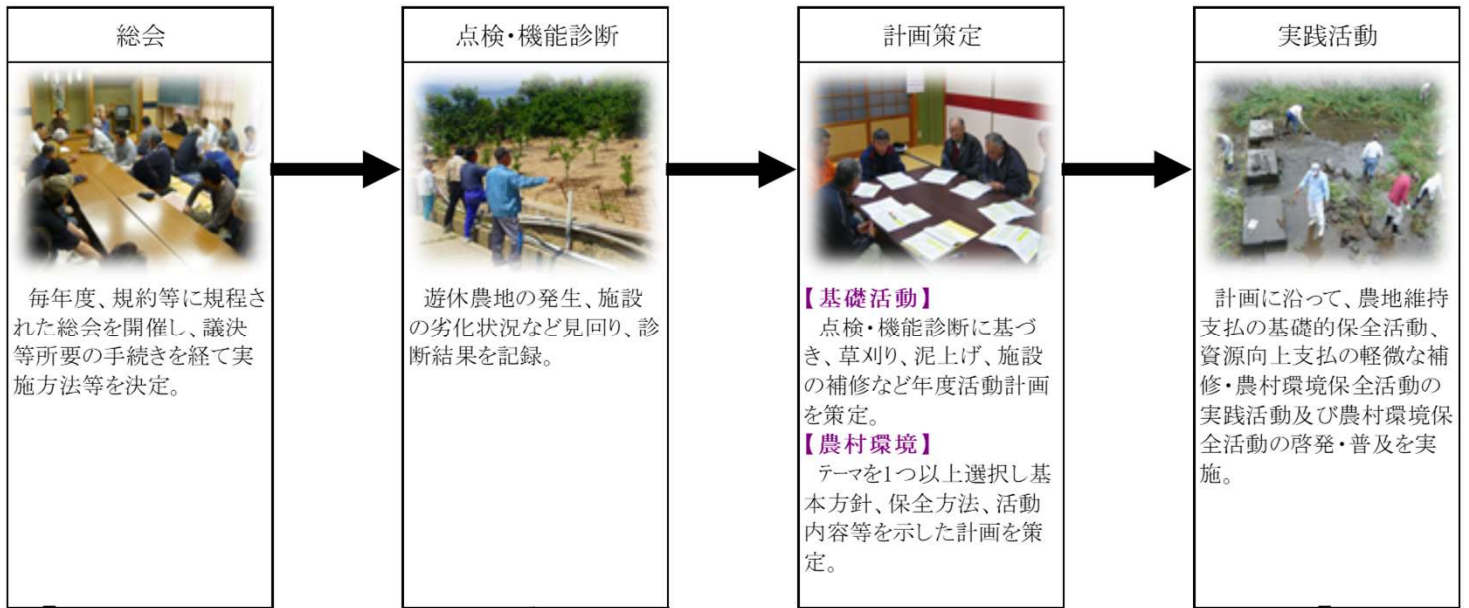 総会
毎年度、規約等に規程さ
れた総会を開催し、議決
等所要の手続きを経て実
施方法等を決定。
点検・機能診断
遊休農地の発生、施設
の劣化状況など見回り、診
断結果を記録。
計画策定
【基礎活動】
点検・機能診断に基づ
き、草刈り、泥上げ、施設
の補修など年度活動計画
を策定。
【農村環境】
テーマを1つ以上選択し基
本方針、保全方法、活動
内容等を示した計画を策
定。
実践活動
計画に沿って、農地維持
支払の基礎的保全活動、
資源向上支払の軽微な補
修・農村環境保全活動の
実践活動及び農村環境保
全活動の啓発・普及を実
施。